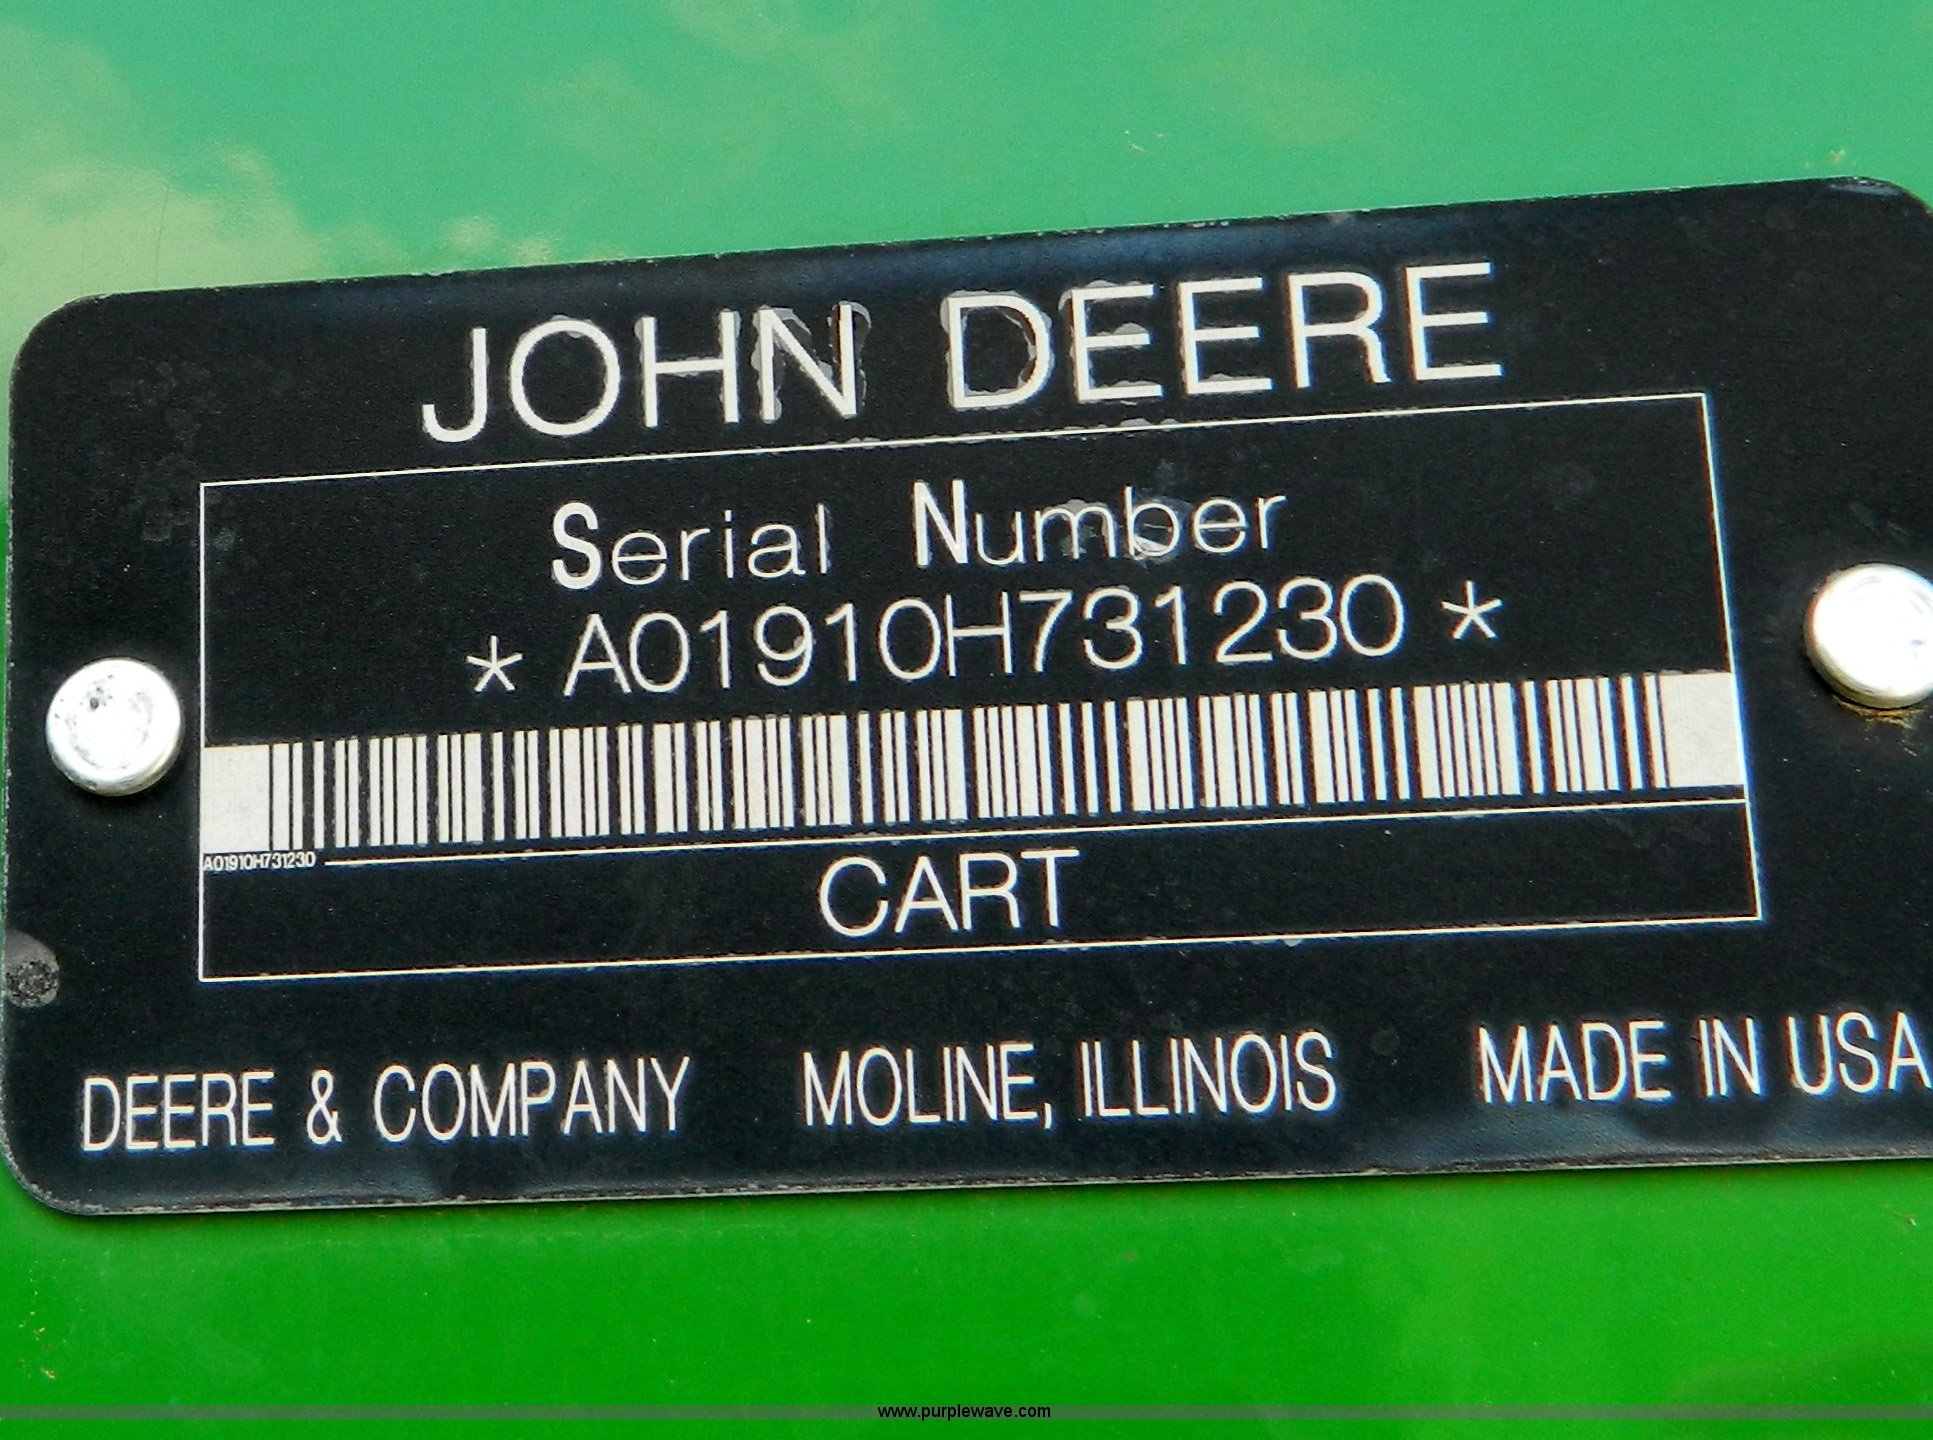 JOHN DEERE
Serial Number
* A01910H731230 *
A01910H731230
CART
DEERE & COMPANY MOLINE, ILLINOIS MADE IN USA
www.purplewave.com